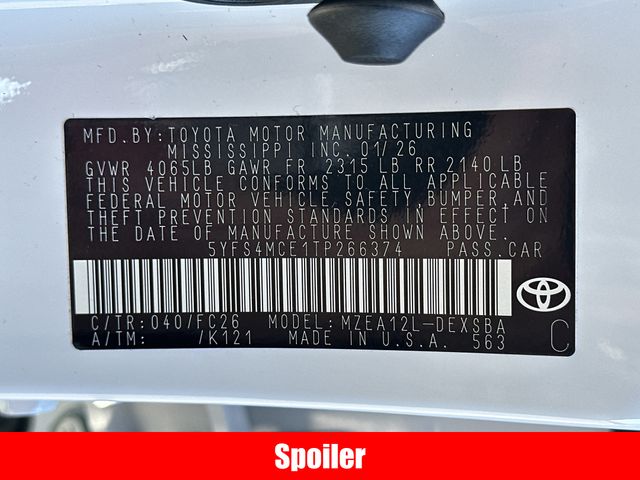 MFD. BY: TOYOTA MOTOR MANUFACTURING
MISSISSIPPI INC. 01/26
GVWR 4065LB GAWR FR 2315 LB RR 2140 LB
THIS VEHICLE CONFORMS TO ALL APPLICABLE
FEDERAL MOTOR VEHICLE SAFETY, BUMPER, AND
THEFT PREVENTION STANDARDS IN EFFECT ON
THE DATE OF MANUFACTURE SHOWN ABOVE.
5YFS4MCE1TP266374 PASS. CAR
C/TR: 040/FC26 MODEL: MZEA12L-DEXSBA
A/TM: /K121 MADE IN U.S.A. 563 C
Spoiler